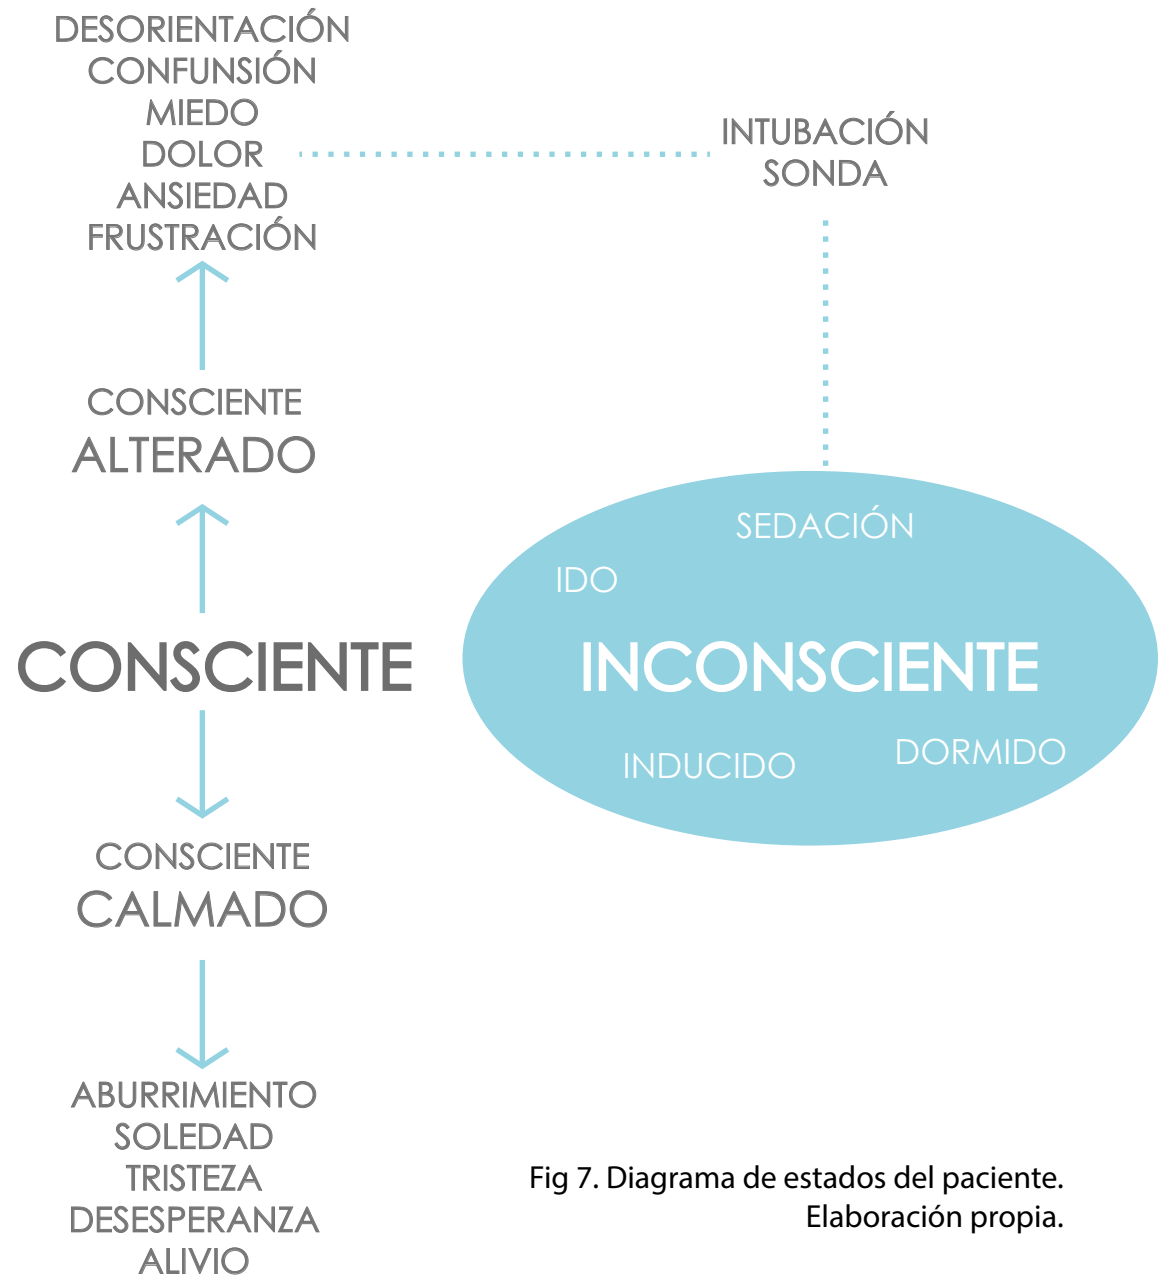 DESORIENTACIÓN
CONFUNSIÓN
MIEDO
DOLOR
ANSIEDAD
FRUSTRACIÓN
INTUBACIÓN
SONDA
CONSCIENTE
ALTERADO
CONSCIENTE
SEDACIÓN
IDO
INCONSCIENTE
INDUCIDO
DORMIDO
CONSCIENTE
CALMADO
ABURRIMIENTO
SOLEDAD
TRISTEZA
DESESPERANZA
ALIVIO
Fig 7. Diagrama de estados del paciente.
Elaboración propia.